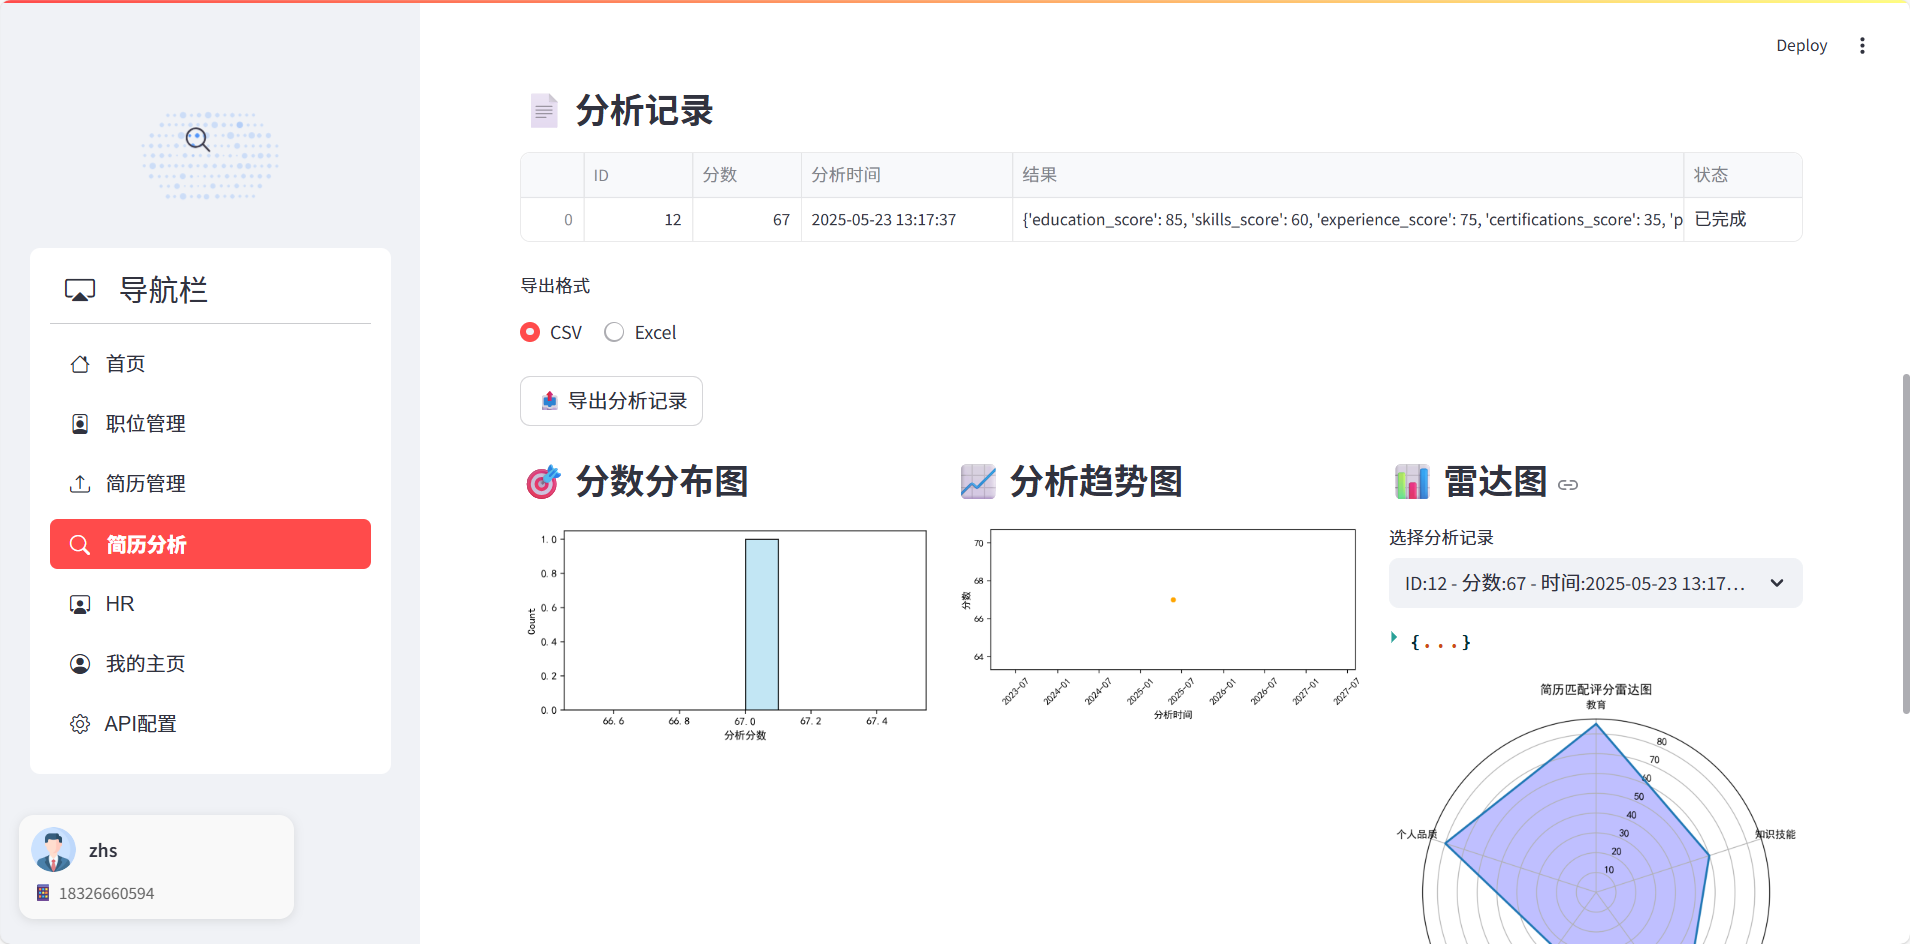 Deploy
导航栏
首页
职位管理
简历管理
简历分析
HR
我的主页
API配置
zhs
18326660594
分析记录
ID 分数 分析时间 结果 状态
0 12 67 2025-05-23 13:17:37 {'education_score': 85, 'skills_score': 60, 'experience_score': 75, 'certifications_score': 35, 'p 已完成
导出格式
CSV Excel
导出分析记录
分数分布图
1.0
0.8
0.6
0.4
0.2
0.0
Count
66.6 66.8 67.0 67.2 67.4
分析分数
分析趋势图
70
68
66
64
分数
2023-07 2024-01 2024-07 2025-01 2025-07 2026-01 2026-07 2027-01 2027-07
分析时间
雷达图
选择分析记录
ID:12 - 分数:67 - 时间:2025-05-23 13:17...
{...}
简历匹配评分雷达图
教育
80
70
60
50
40
30
20
10
个人品质
知识技能